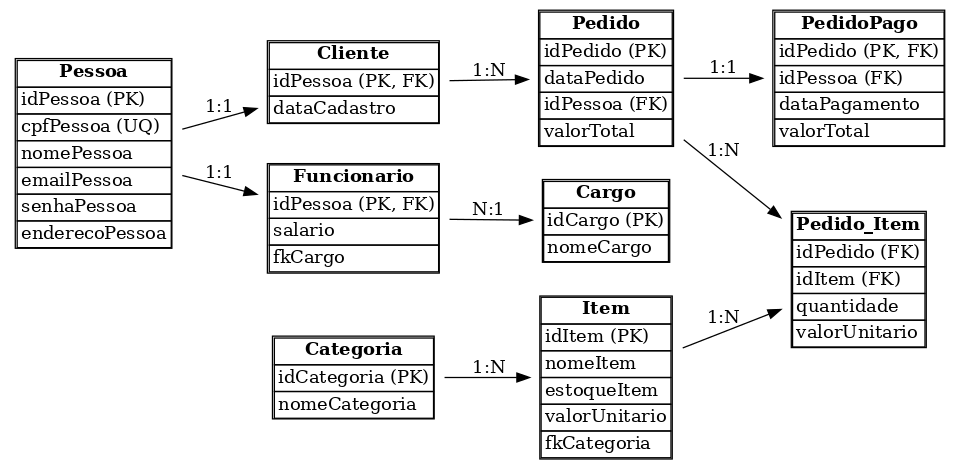 Pessoa
idPessoa (PK)
cpfPessoa (UQ)
nomePessoa
emailPessoa
senhaPessoa
enderecoPessoa
1:1
1:1
Cliente
idPessoa (PK, FK)
dataCadastro
Funcionario
idPessoa (PK, FK)
salario
fkCargo
Categoria
idCategoria (PK)
nomeCategoria
1:N
N:1
1:N
Pedido
idPedido (PK)
dataPedido
idPessoa (FK)
valorTotal
Cargo
idCargo (PK)
nomeCargo
Item
idItem (PK)
nomeItem
estoqueItem
valorUnitario
fkCategoria
1:1
1:N
1:N
PedidoPago
idPedido (PK, FK)
idPessoa (FK)
dataPagamento
valorTotal
Pedido_Item
idPedido (FK)
idItem (FK)
quantidade
valorUnitario